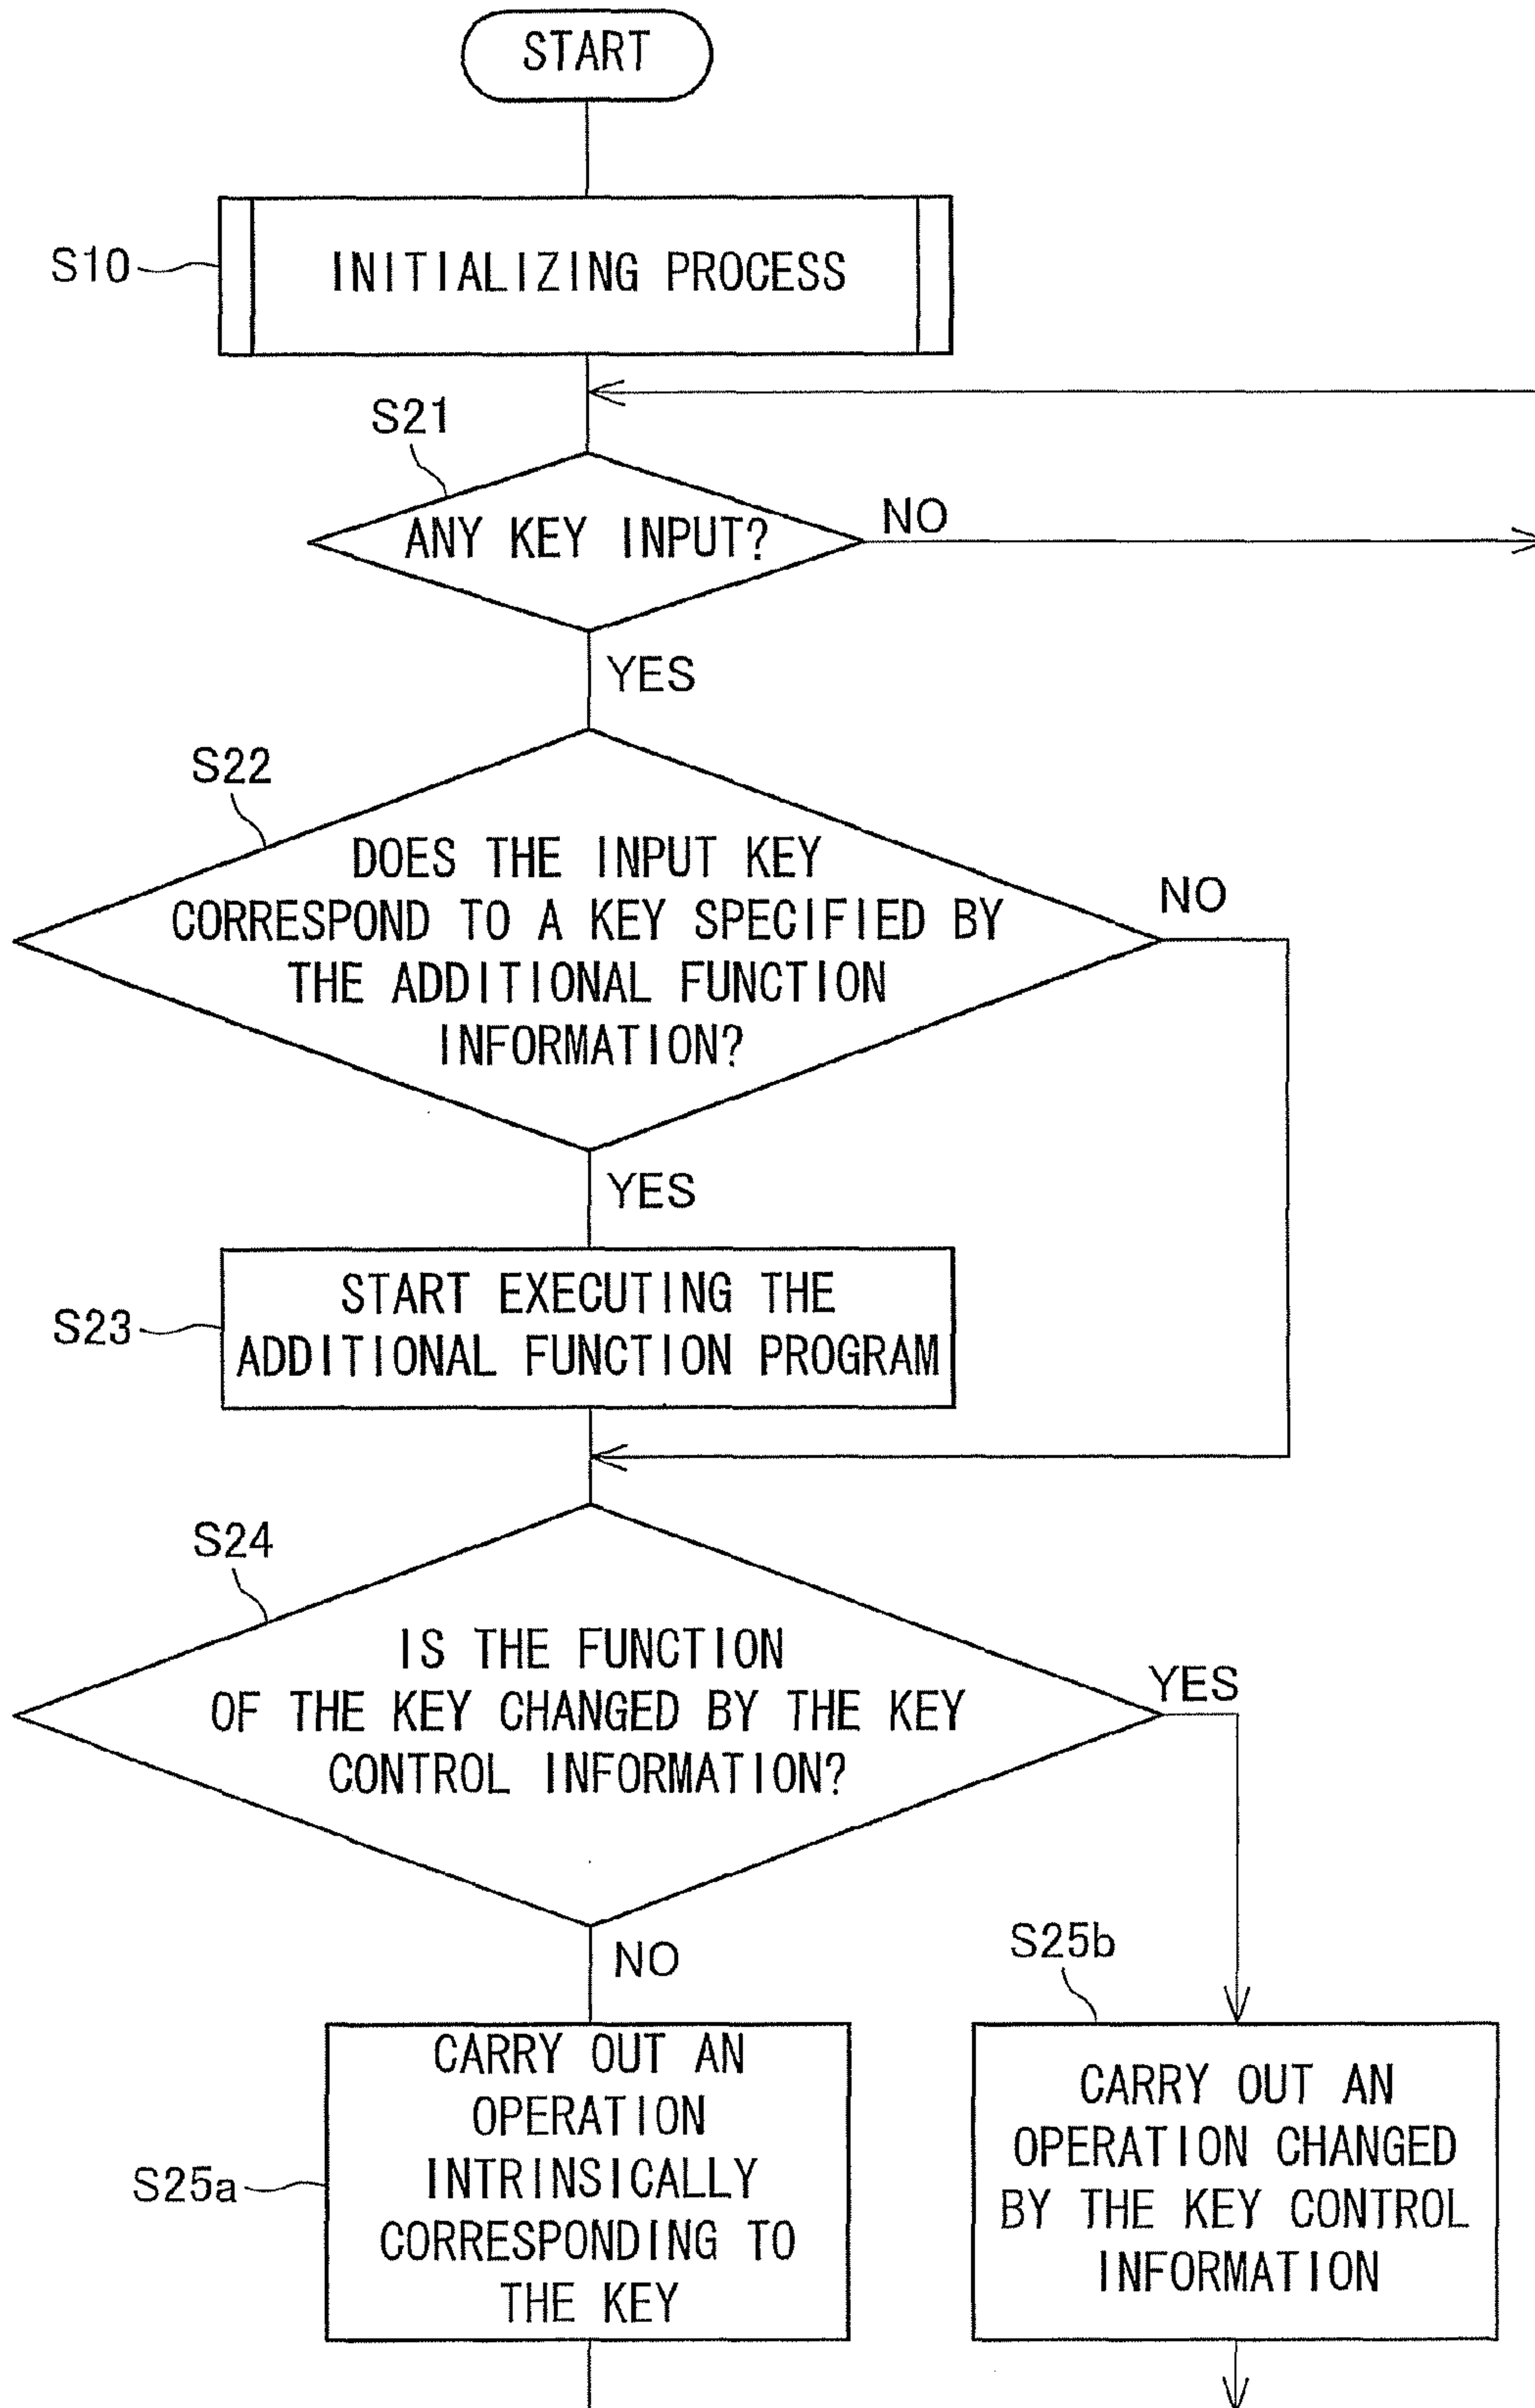 START
S10
INITIALIZING PROCESS
S21
ANY KEY INPUT?
NO
YES
S22
DOES THE INPUT KEY
CORRESPOND TO A KEY SPECIFIED BY
THE ADDITIONAL FUNCTION
INFORMATION?
NO
YES
S23
START EXECUTING THE
ADDITIONAL FUNCTION PROGRAM
S24
IS THE FUNCTION
OF THE KEY CHANGED BY THE KEY
CONTROL INFORMATION?
YES
NO
S25a
CARRY OUT AN
OPERATION
INTRINSICALLY
CORRESPONDING TO
THE KEY
S25b
CARRY OUT AN
OPERATION CHANGED
BY THE KEY CONTROL
INFORMATION